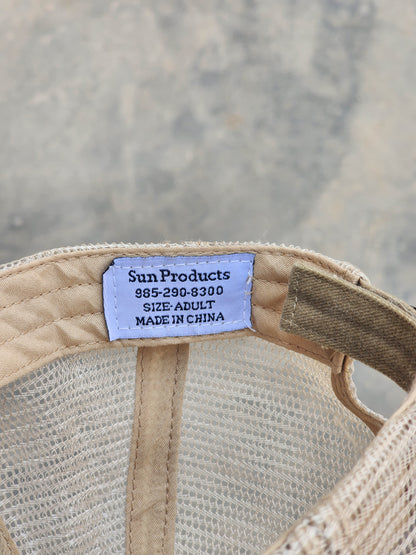 Sun Products
985-290-8300
SIZE-ADULT
MADE IN CHINA